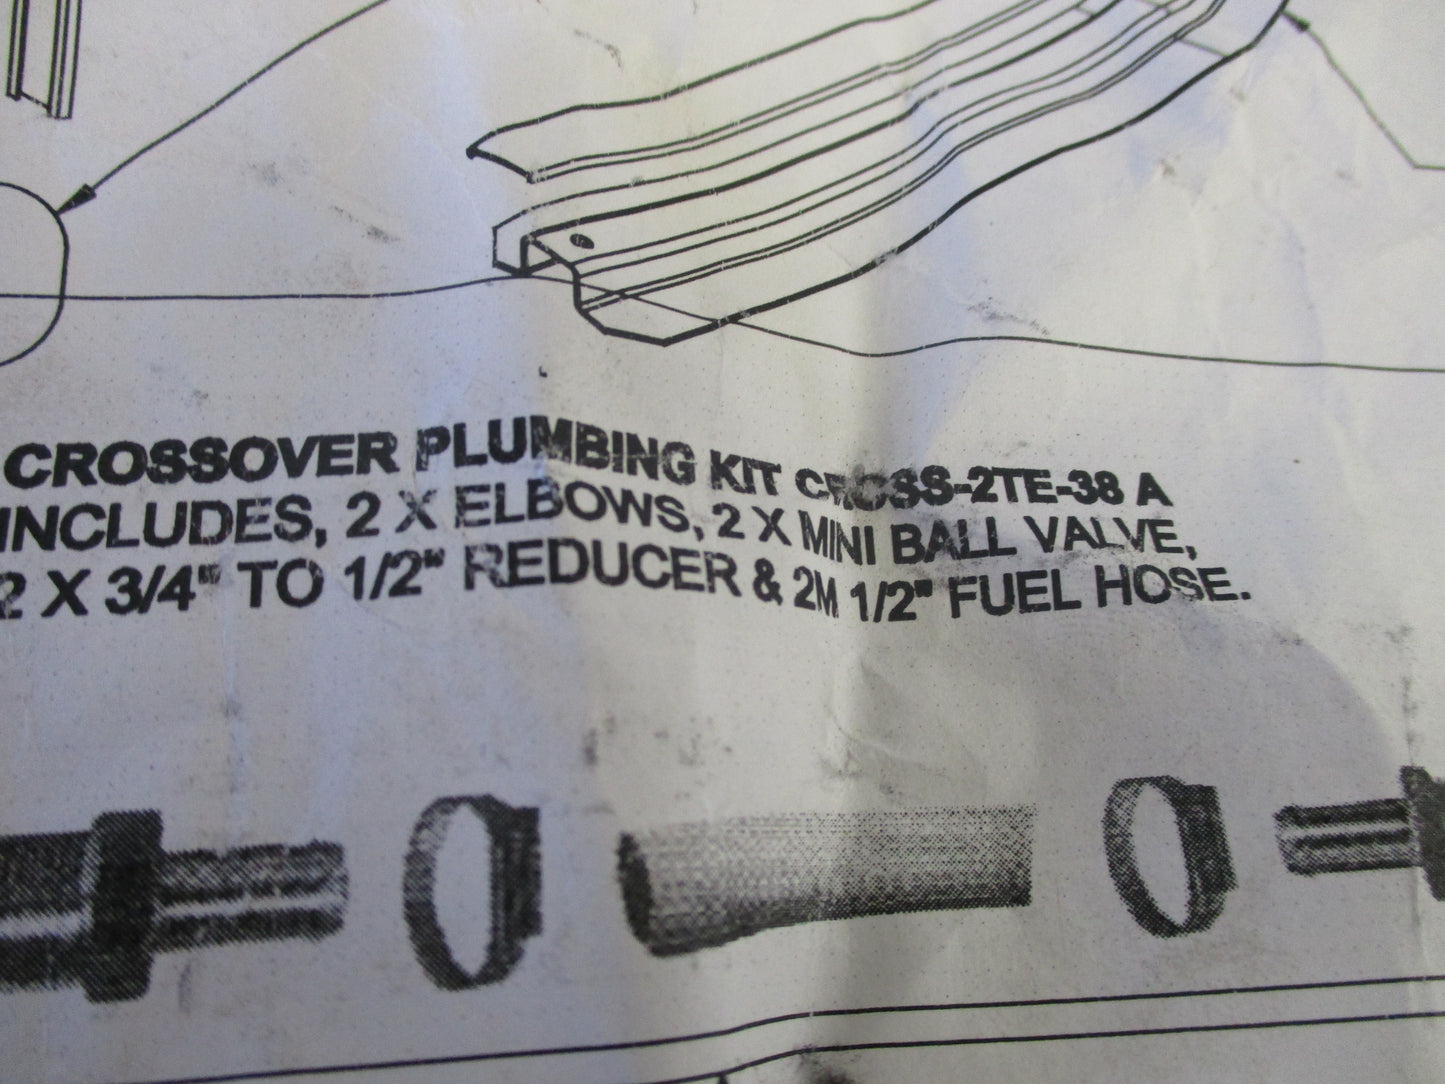 CROSSOVER PLUMBING KIT CROSS-2TE-38 A
INCLUDES, 2 X ELBOWS, 2 X MINI BALL VALVE,
2 X 3/4" TO 1/2" REDUCER & 2M 1/2" FUEL HOSE.